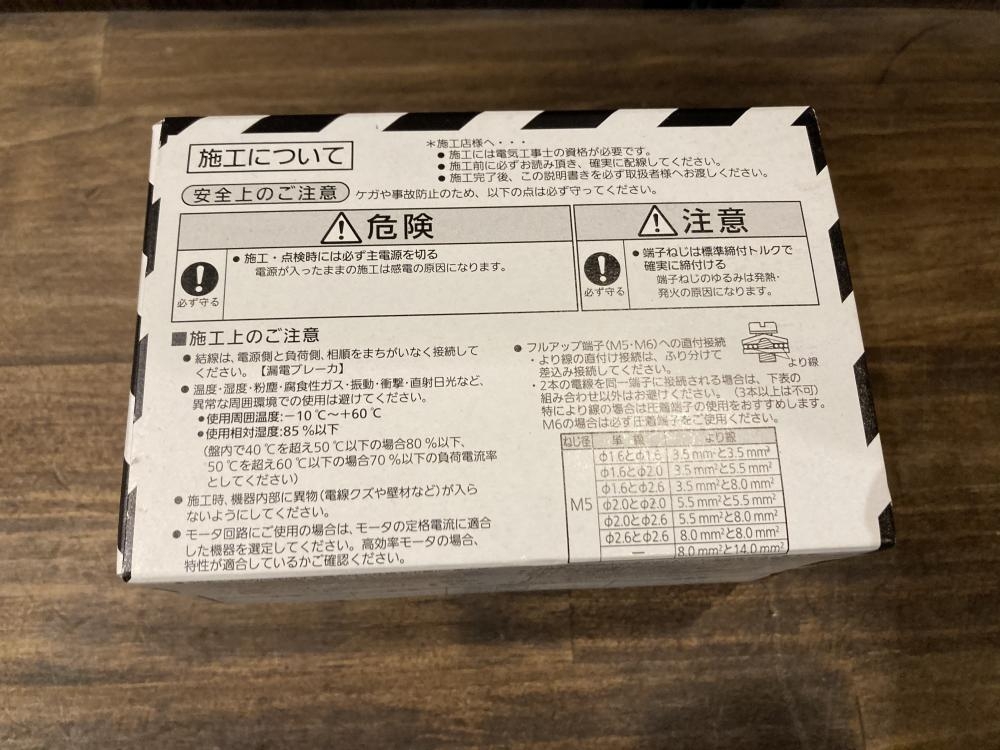 施工について
＊施工店様へ・・・
● 施工には電気工事士の資格が必要です。
● 施工前に必ずお読み頂き、確実に配線してください。
● 施工完了後、この説明書きを必ず取扱者様へお渡しください。
安全上のご注意 ケガや事故防止のため、以下の点は必ず守ってください。
危険
必ず守る
● 施工・点検時には必ず主電源を切る
電源が入ったままの施工は感電の原因になります。
注意
必ず守る
● 端子ねじは標準締付トルクで
確実に締付ける
端子ねじのゆるみは発熱・
発火の原因になります。
■施工上のご注意
● 結線は、電源側と負荷側、相順をまちがいなく接続して
ください。【漏電ブレーカ】
● 温度・湿度・粉塵・腐食性ガス・振動・衝撃・直射日光など、
異常な周囲環境での使用は避けてください。
●使用周囲温度：－10℃～＋60℃
●使用相対湿度：85％以下
（盤内で40℃を超え50℃以下の場合80％以下、
50℃を超え60℃以下の場合70％以下の負荷電流率
としてください）
● 施工時、機器内部に異物（電線クズや壁材など）が入ら
ないようにしてください。
● モータ回路にご使用の場合は、モータの定格電流に適合
した機器を選定してください。高効率モータの場合、
特性が適合しているかご確認ください。
● フルアップ端子（M5・M6）への直付接続
・より線の直付け接続は、ふり分けて
差込み接続してください。
より線
・2本の電線を同一端子に接続される場合は、下表の
組み合わせ以外はお避けください。（3本以上は不可）
特により線の場合は圧着端子の使用をおすすめします。
M6の場合は必ず圧着端子をご使用ください。
ねじ径 単線 より線
M5
φ1.6とφ1.6 3.5mm²と3.5mm²
φ1.6とφ2.0 3.5mm²と5.5mm²
φ1.6とφ2.6 3.5mm²と8.0mm²
φ2.0とφ2.0 5.5mm²と5.5mm²
φ2.0とφ2.6 5.5mm²と8.0mm²
φ2.6とφ2.6 8.0mm²と8.0mm²
― 8.0mm²と14.0mm²